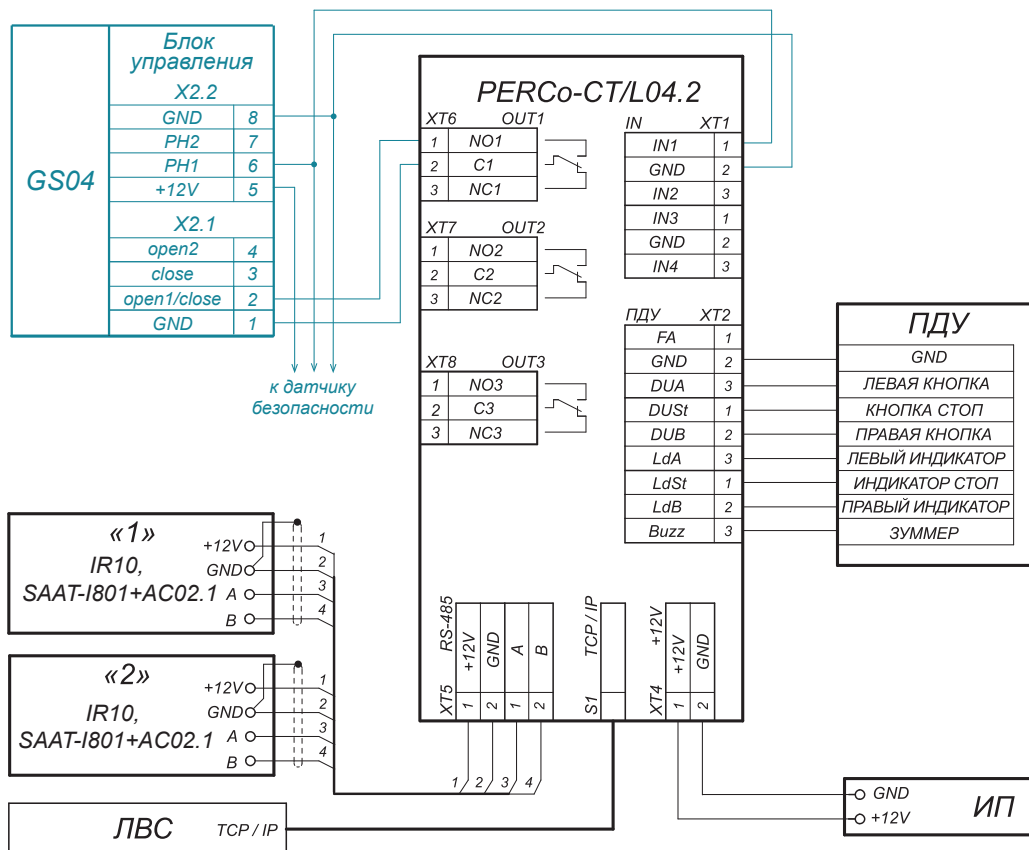 Блок
управления
X2.2
GND 8
PH2 7
GS04
PH1 6
+12V 5
X2.1
open2 4
close 3
open1/close 2
GND 1
к датчику
безопасности
PERCo-CT/L04.2
XT6 OUT1
1 NO1
2 C1
3 NC1
XT7 OUT2
1 NO2
2 C2
3 NC2
XT8 OUT3
1 NO3
2 C3
3 NC3
IN XT1
IN1 1
GND 2
IN2 3
IN3 1
GND 2
IN4 3
ПДУ XT2
FA 1
GND 2
DUA 3
DUSt 1
DUB 2
LdA 3
LdSt 1
LdB 2
Buzz 3
ПДУ
GND
ЛЕВАЯ КНОПКА
КНОПКА СТОП
ПРАВАЯ КНОПКА
ЛЕВЫЙ ИНДИКАТОР
ИНДИКАТОР СТОП
ПРАВЫЙ ИНДИКАТОР
ЗУММЕР
«1»
IR10,
SAAT-I801+AC02.1
+12V 1
GND 2
A 3
B 4
«2»
IR10,
SAAT-I801+AC02.1
+12V 1
GND 2
A 3
B 4
XT5 RS-485
1 +12V
2 GND
1 A
2 B
1 2 3 4
S1 TCP / IP
XT4 +12V
1 +12V
2 GND
ЛВС TCP / IP
GND
+12V
ИП